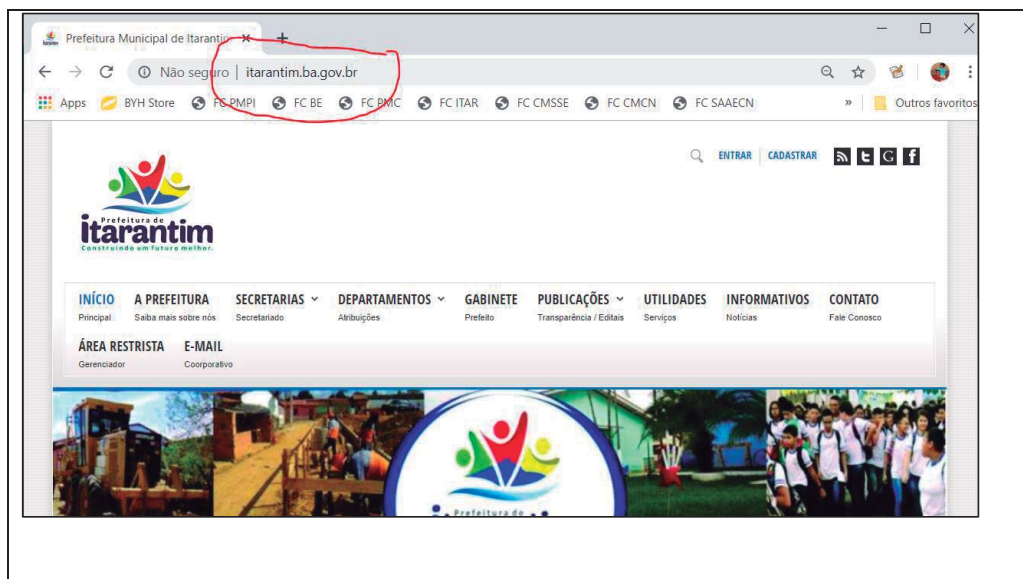 Prefeitura Municipal de Itarantim
Não seguro | itarantim.ba.gov.br
Apps BYH Store FC PMPI FC BE FC PMC FC ITAR FC CMSSE FC CMCN FC SAAECN » Outros favoritos
ENTRAR CADASTRAR
Prefeitura de
itarantim
Construindo um futuro melhor.
INÍCIO A PREFEITURA SECRETARIAS DEPARTAMENTOS GABINETE PUBLICAÇÕES UTILIDADES INFORMATIVOS CONTATO
Principal Saiba mais sobre nós Secretariado Atribuições Prefeito Transparência / Editais Serviços Notícias Fale Conosco
ÁREA RESTRISTA E-MAIL
Gerenciador Coorporativo
Prefeitura de